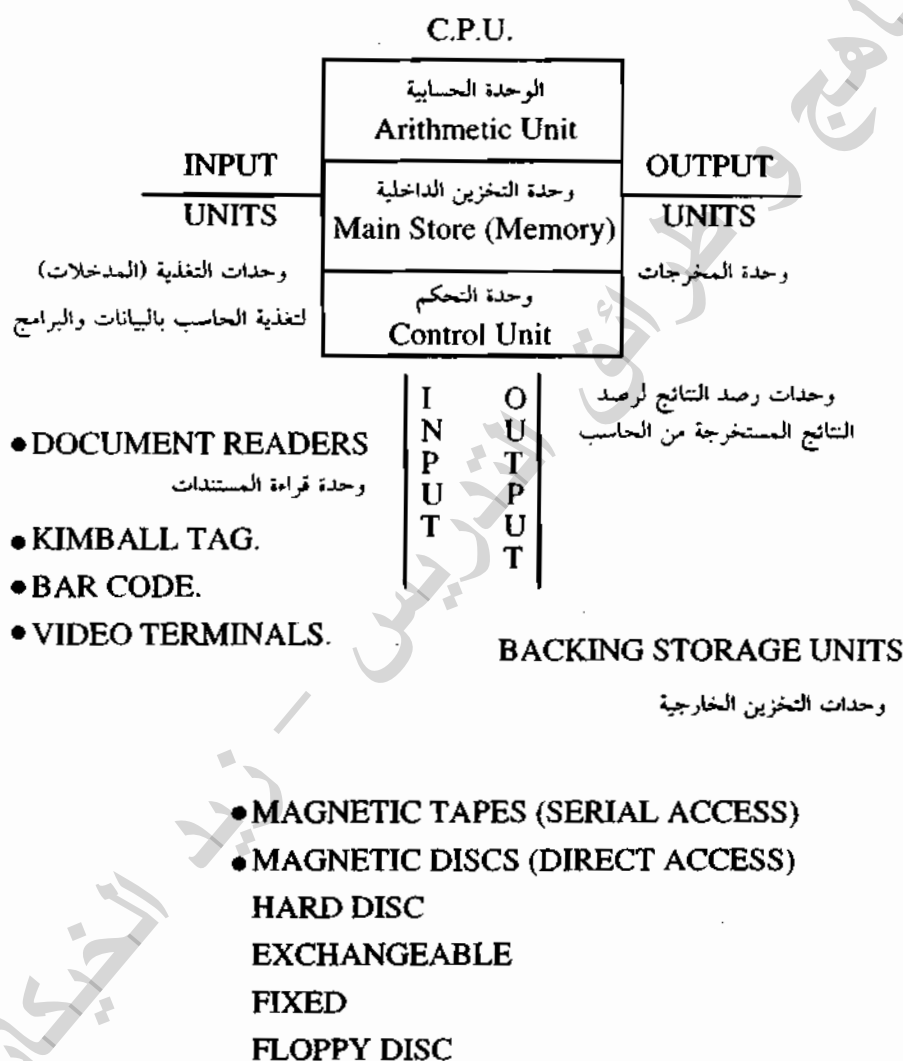 C.P.U.
الوحدة الحسابية
Arithmetic Unit
INPUT
UNITS
وحدات التغذية (المدخلات)
لتغذية الحاسب بالبيانات والبرامج
وحدة التخزين الداخلية
Main Store (Memory)
OUTPUT
UNITS
وحدة المخرجات
وحدة التحكم
Control Unit
وحدات رصد النتائج لرصد
النتائج المستخرجة من الحاسب
INPUT
OUTPUT
● DOCUMENT READERS
وحدة قراءة المستندات
● KIMBALL TAG.
● BAR CODE.
● VIDEO TERMINALS.
BACKING STORAGE UNITS
وحدات التخزين الخارجية
● MAGNETIC TAPES (SERIAL ACCESS)
● MAGNETIC DISCS (DIRECT ACCESS)
HARD DISC
EXCHANGEABLE
FIXED
FLOPPY DISC
و طرائق التدريس – زيد